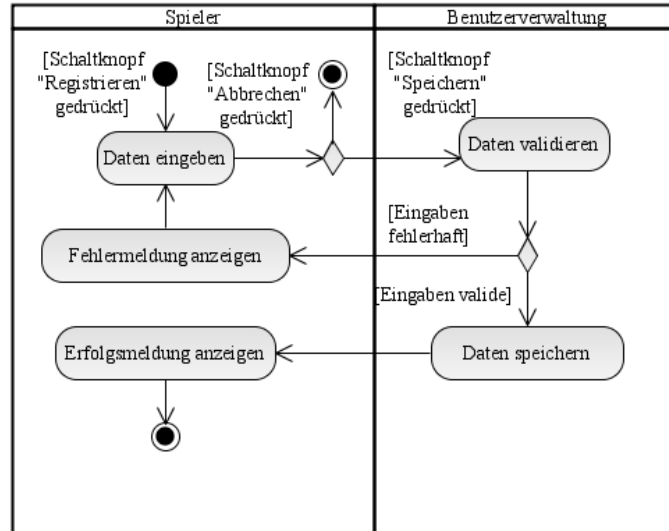 Spieler
Benutzerverwaltung
[Schaltknopf
"Registrieren"
gedrückt]
[Schaltknopf
"Abbrechen"
gedrückt]
[Schaltknopf
"Speichern"
gedrückt]
Daten eingeben
Daten validieren
[Eingaben
fehlerhaft]
Fehlermeldung anzeigen
[Eingaben valide]
Erfolgsmeldung anzeigen
Daten speichern